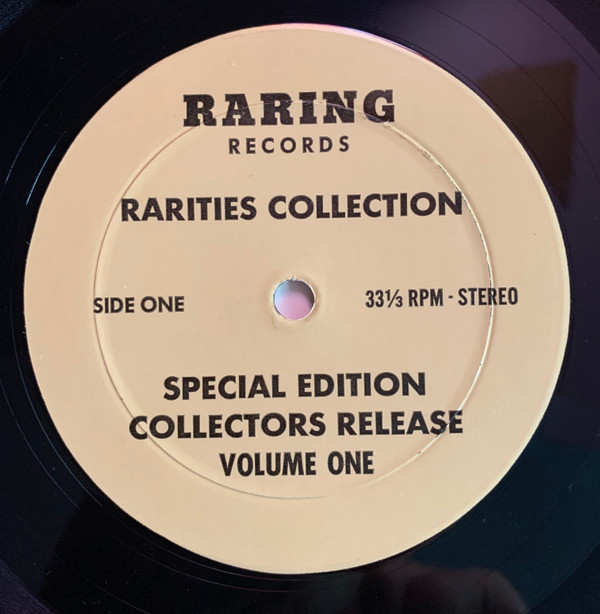 RARING
RECORDS
RARITIES COLLECTION
SIDE ONE
33⅓ RPM - STEREO
SPECIAL EDITION
COLLECTORS RELEASE
VOLUME ONE